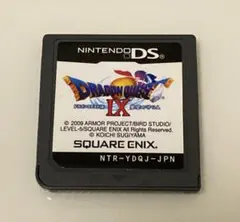 NINTENDO DS
DRAGON QUEST
IX
© 2009 ARMOR PROJECT/BIRD STUDIO/
LEVEL-5/SQUARE ENIX All Rights Reserved.
© KOICHI SUGIYAMA
SQUARE ENIX
NTR-YDQJ-JPN